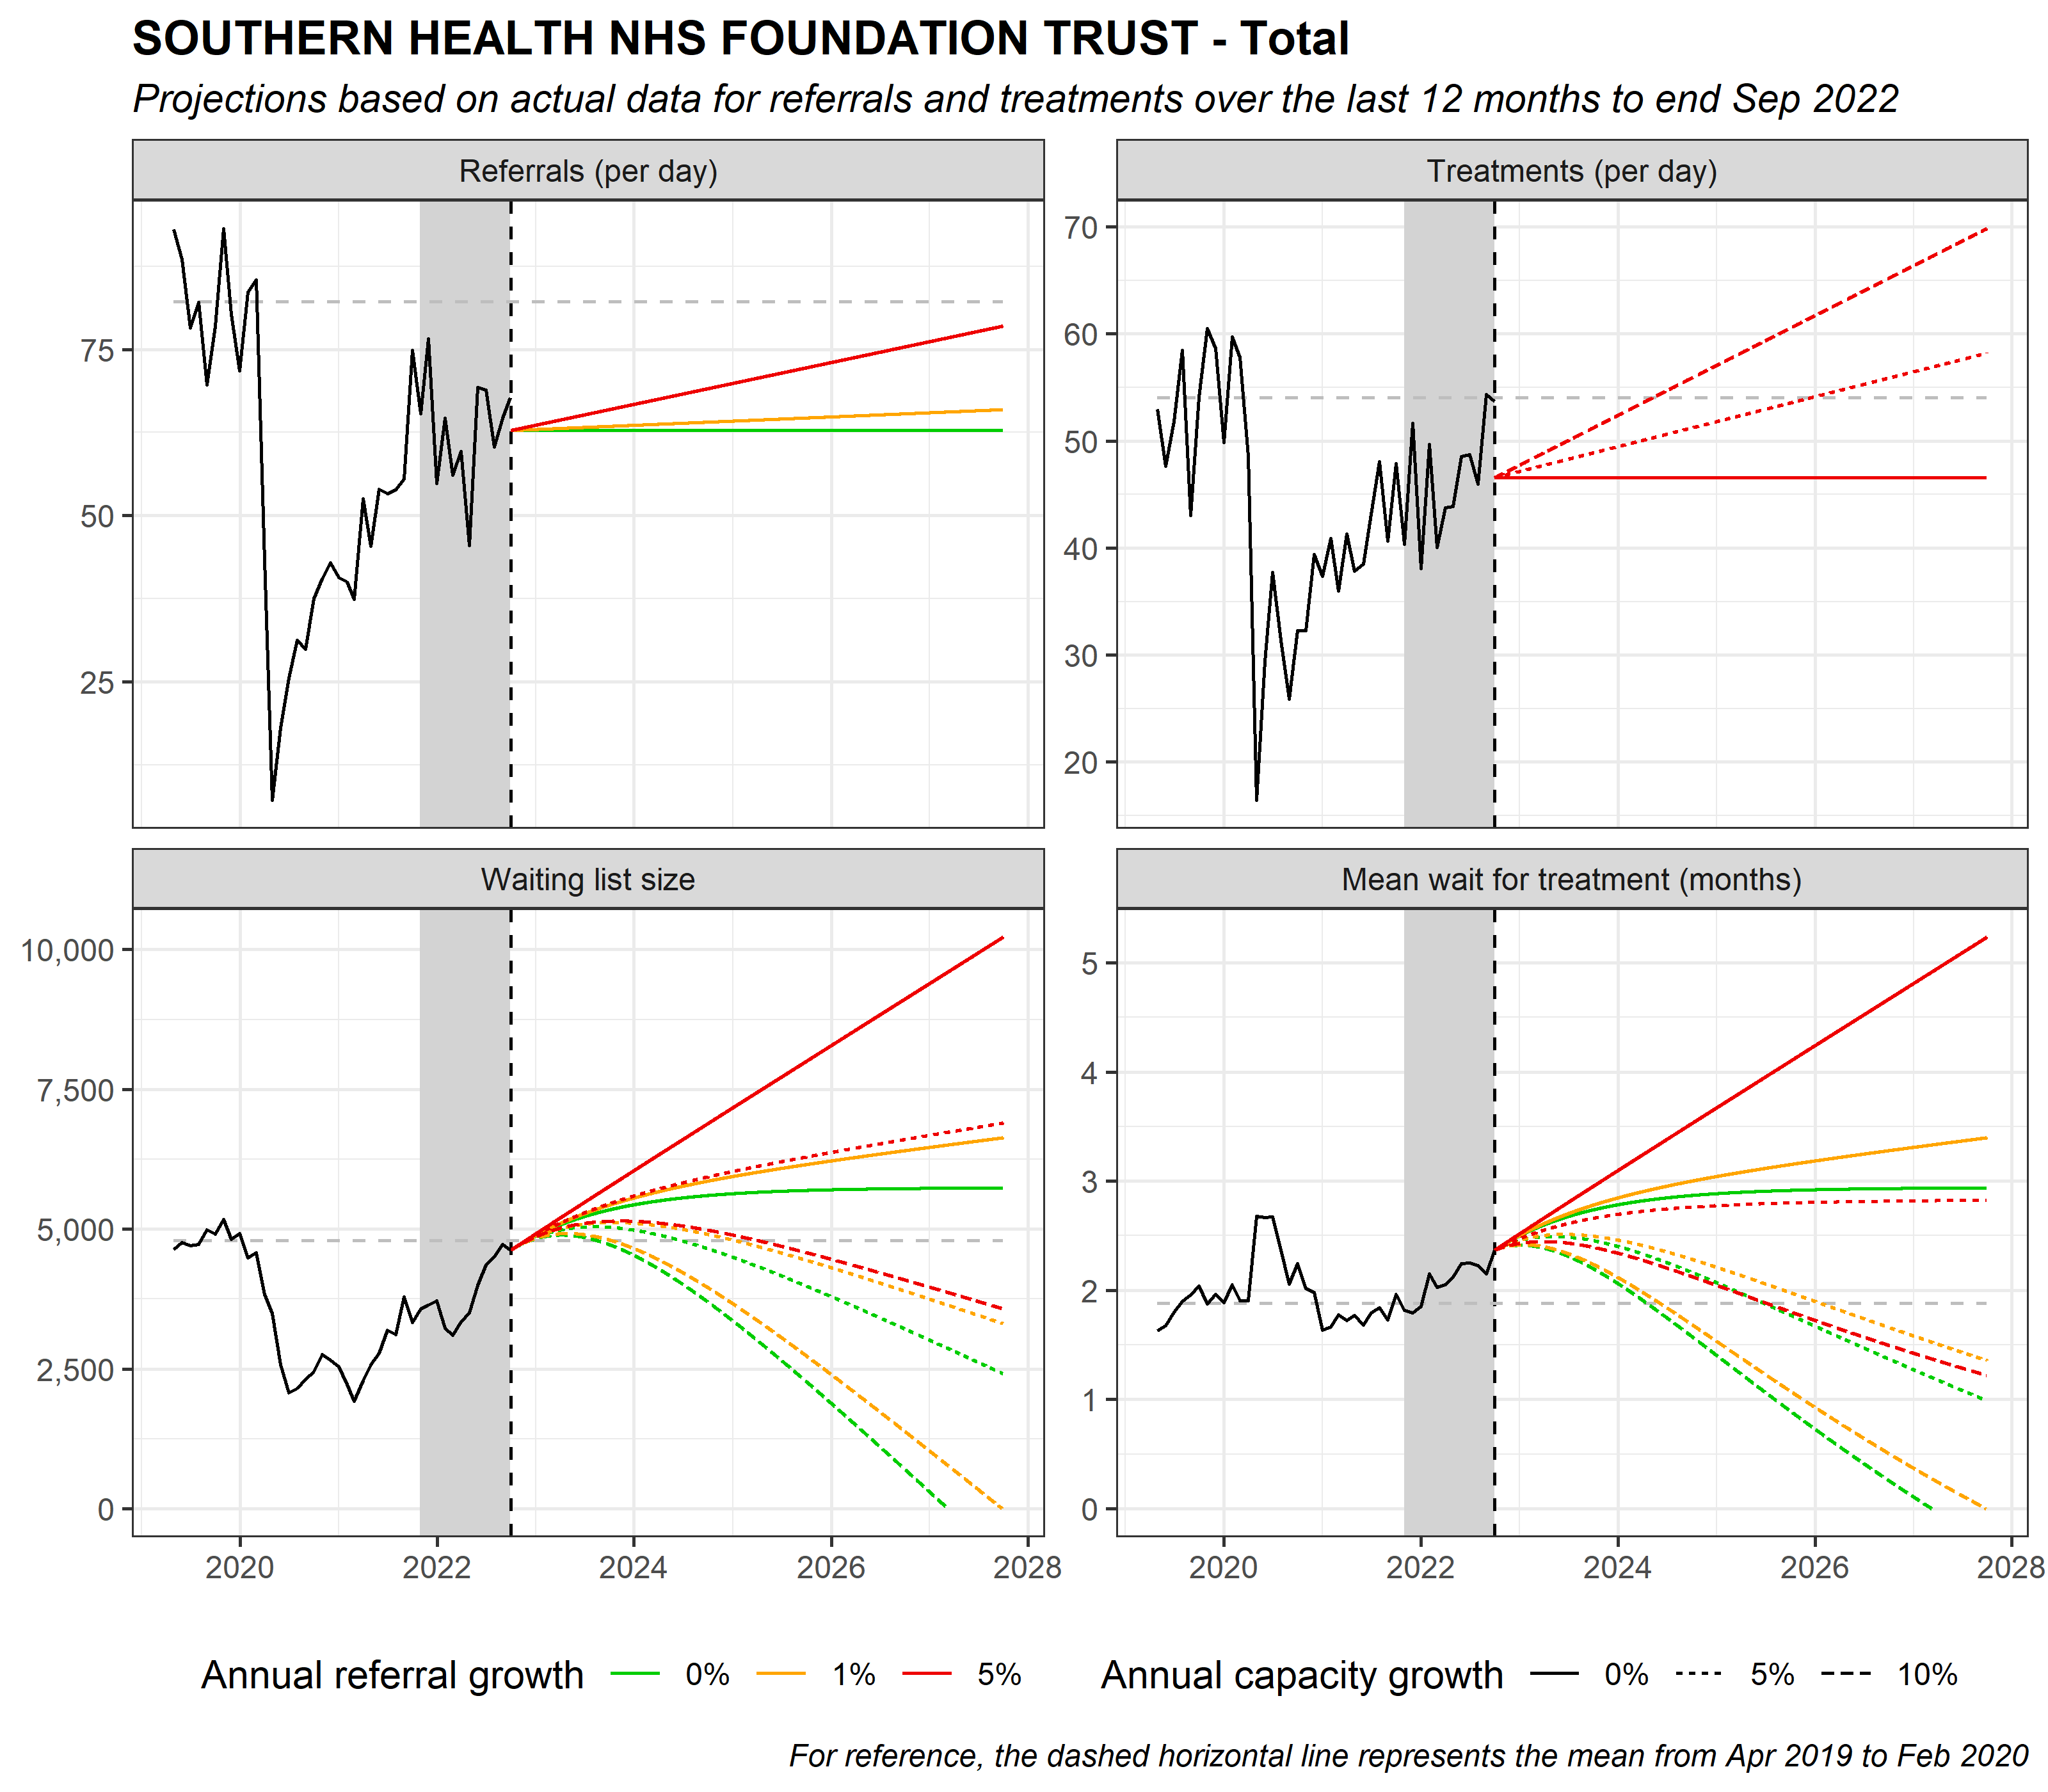 SOUTHERN HEALTH NHS FOUNDATION TRUST - Total
Projections based on actual data for referrals and treatments over the last 12 months to end Sep 2022
Referrals (per day)
75
50
25
Treatments (per day)
70
60
50
40
30
20
Waiting list size
10,000
7,500
5,000
2,500
0
2020 2022 2024 2026 2028
Mean wait for treatment (months)
5
4
3
2
1
0
2020 2022 2024 2026 2028
Annual referral growth 0% 1% 5%
Annual capacity growth 0% 5% 10%
For reference, the dashed horizontal line represents the mean from Apr 2019 to Feb 2020